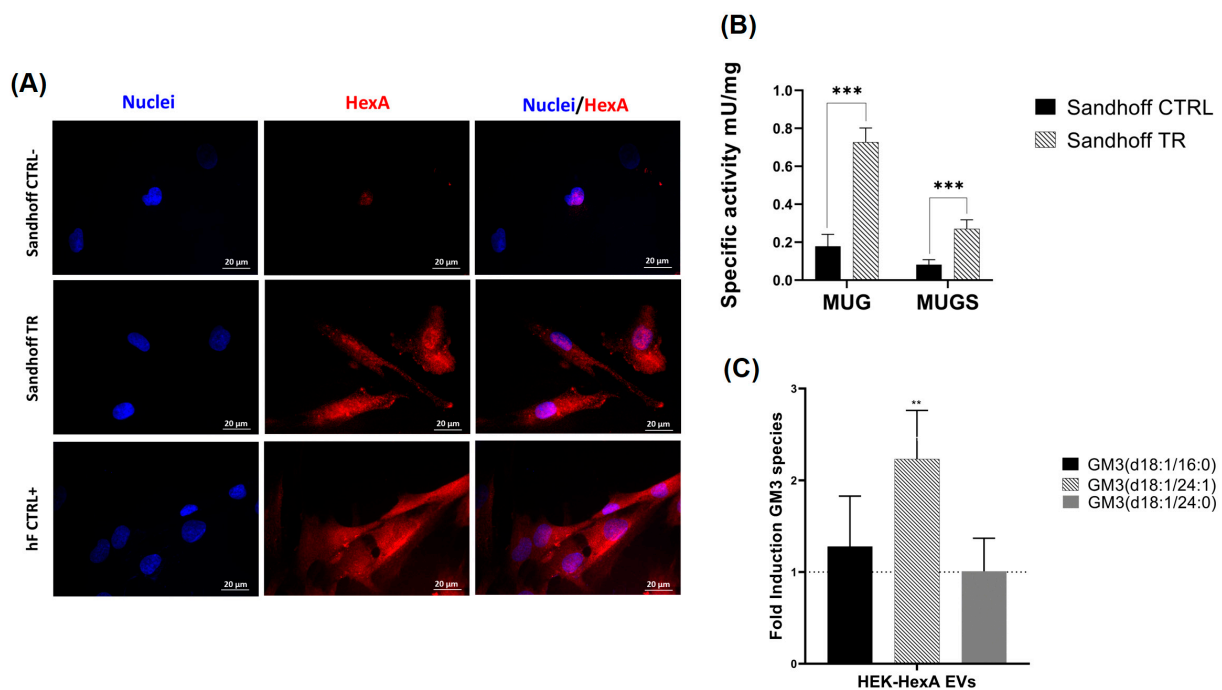 (A)
Nuclei
HexA
Nuclei/HexA
Sandhoff CTRL-
20 µm
20 µm
20 µm
Sandhoff TR
20 µm
20 µm
20 µm
hF CTRL+
20 µm
20 µm
20 µm
(B)
Specific activity mU/mg
1.0
0.8
0.6
0.4
0.2
0.0
***
***
MUG
MUGS
Sandhoff CTRL
Sandhoff TR
(C)
Fold Induction GM3 species
3
2
1
0
**
HEK-HexA EVs
GM3(d18:1/16:0)
GM3(d18:1/24:1)
GM3(d18:1/24:0)